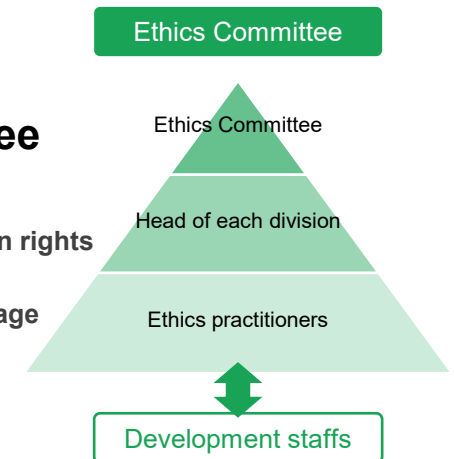 Ethics Committee
Ethics Committee
ee
Head of each division
n rights
age
Ethics practitioners
Development staffs